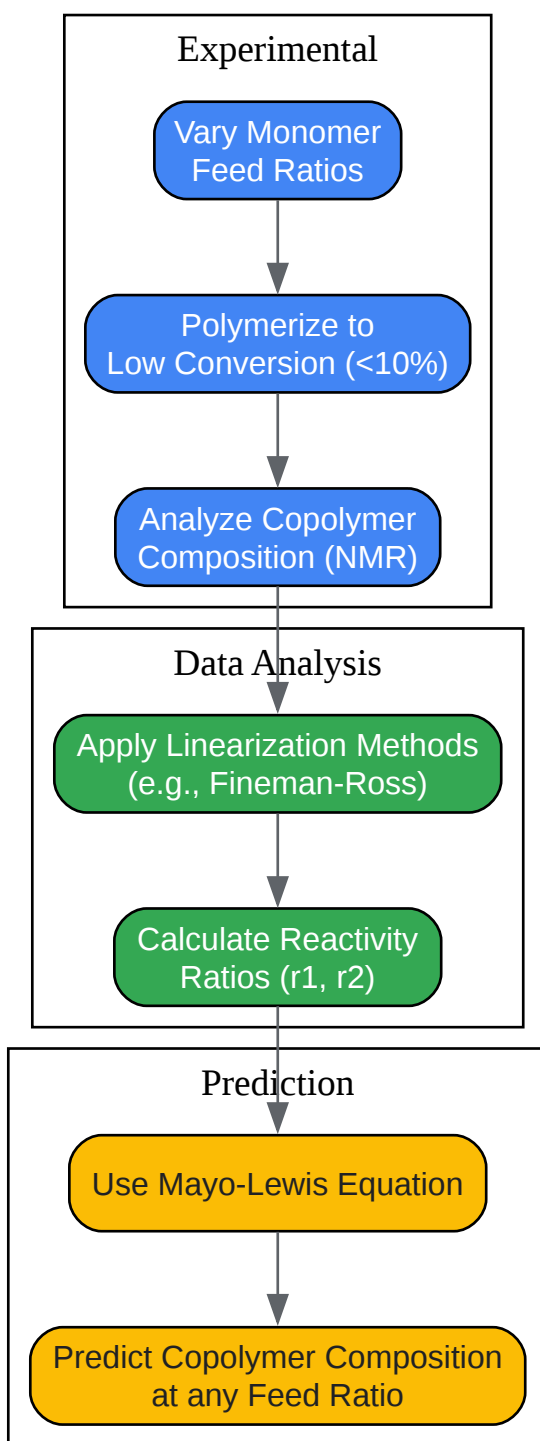 Experimental
Vary Monomer
Feed Ratios
Polymerize to
Low Conversion (<10%)
Analyze Copolymer
Composition (NMR)
Data Analysis
Apply Linearization Methods
(e.g., Fineman-Ross)
Calculate Reactivity
Ratios (r1, r2)
Prediction
Use Mayo-Lewis Equation
Predict Copolymer Composition
at any Feed Ratio